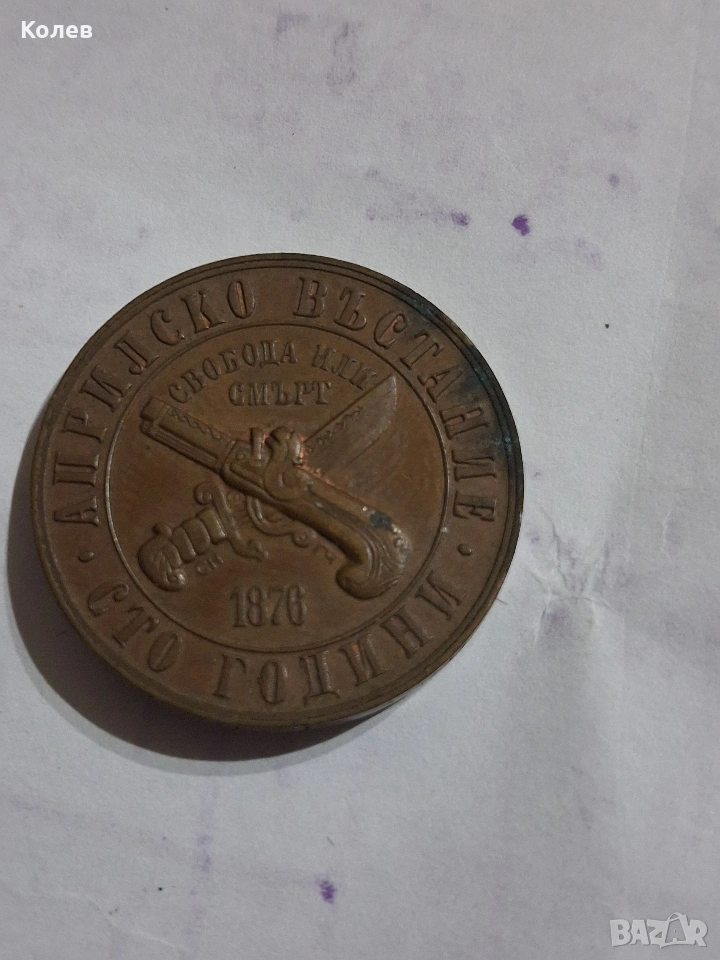 Колев
АПРИЛСКО ВЪСТАНИЕ
СВОБОДА ИЛИ
СМЪРТ
1876
· СТО ГОДИНИ ·
BAZAR